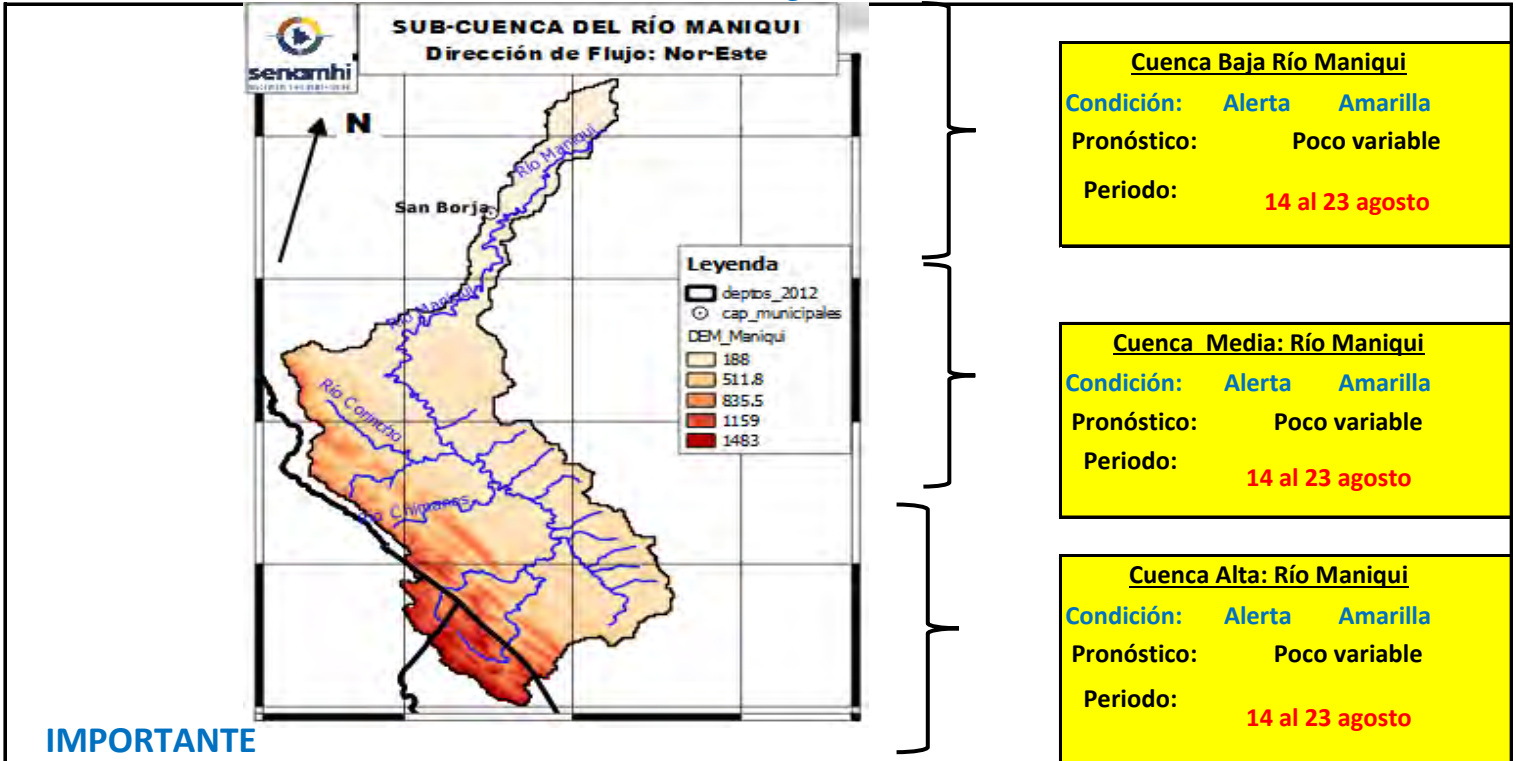 senamhi
SUB-CUENCA DEL RÍO MANIQUI
Dirección de Flujo: Nor-Este
N
Río Maniqui
San Borja
Río Maniqui
Río Corincho
Río Chimanes
Leyenda
deptos_2012
cap_municipales
DEM_Maniqui
188
511.8
835.5
1159
1483
Cuenca Baja Río Maniqui
Condición: Alerta Amarilla
Pronóstico: Poco variable
Periodo: 14 al 23 agosto
Cuenca Media: Río Maniqui
Condición: Alerta Amarilla
Pronóstico: Poco variable
Periodo: 14 al 23 agosto
Cuenca Alta: Río Maniqui
Condición: Alerta Amarilla
Pronóstico: Poco variable
Periodo: 14 al 23 agosto
IMPORTANTE